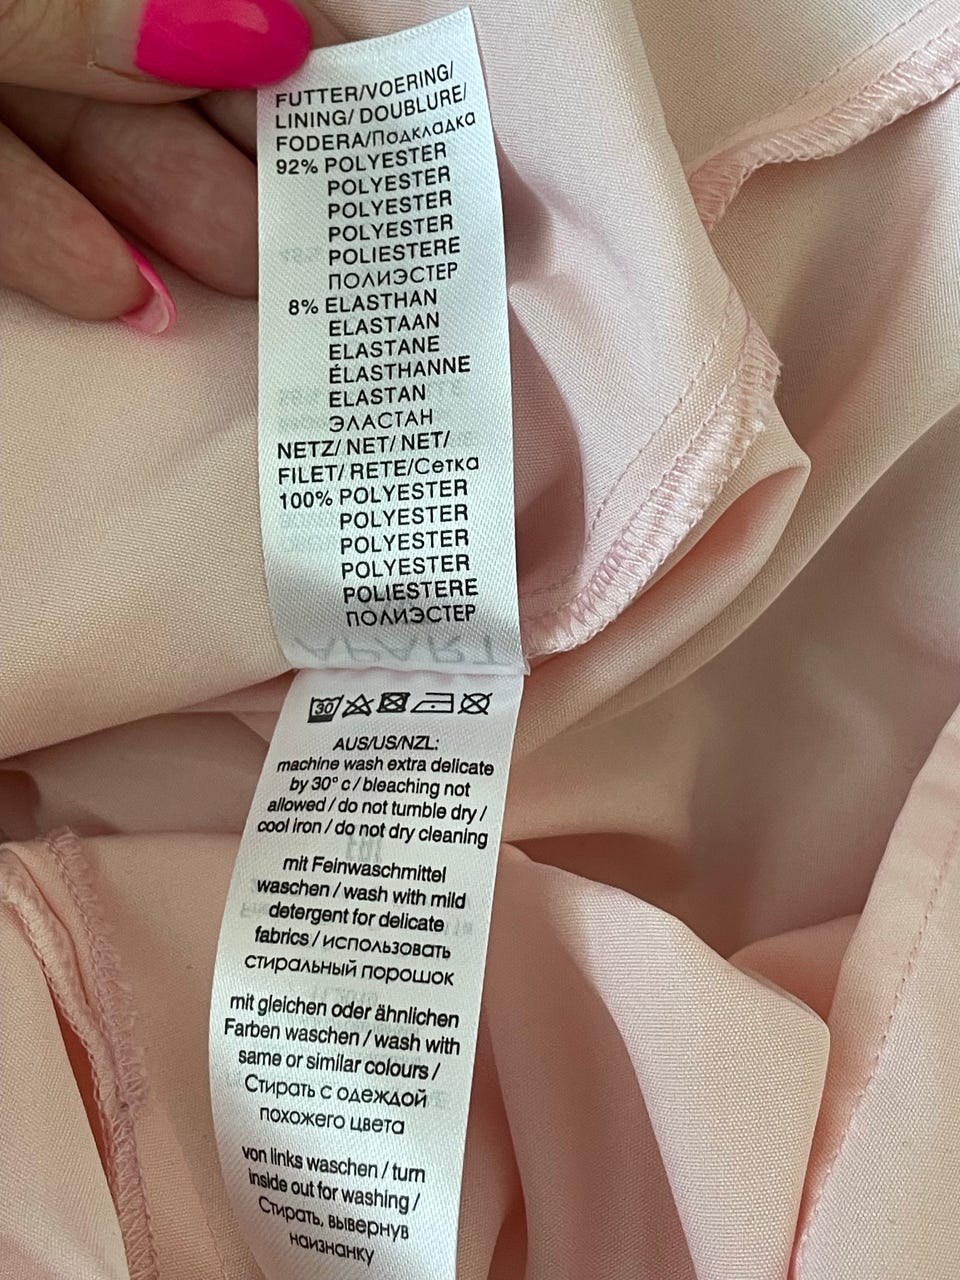 FUTTER/VOERING/
LINING/ DOUBLURE/
FODERA/Подкладка
92% POLYESTER
POLYESTER
POLYESTER
POLYESTER
POLIESTERE
ПОЛИЭСТЕР
8% ELASTHAN
ELASTAAN
ELASTANE
ÉLASTHANNE
ELASTAN
ЭЛАСТАН
NETZ/ NET/ NET/
FILET/ RETE/Сетка
100% POLYESTER
POLYESTER
POLYESTER
POLYESTER
POLIESTERE
ПОЛИЭСТЕР
30
AUS/US/NZL:
machine wash extra delicate
by 30° c / bleaching not
allowed / do not tumble dry /
cool iron / do not dry cleaning
mit Feinwaschmittel
waschen / wash with mild
detergent for delicate
fabrics / использовать
стиральный порошок
mit gleichen oder ähnlichen
Farben waschen / wash with
same or similar colours /
Стирать с одеждой
похожего цвета
von links waschen / turn
inside out for washing /
Стирать, вывернув
наизнанку